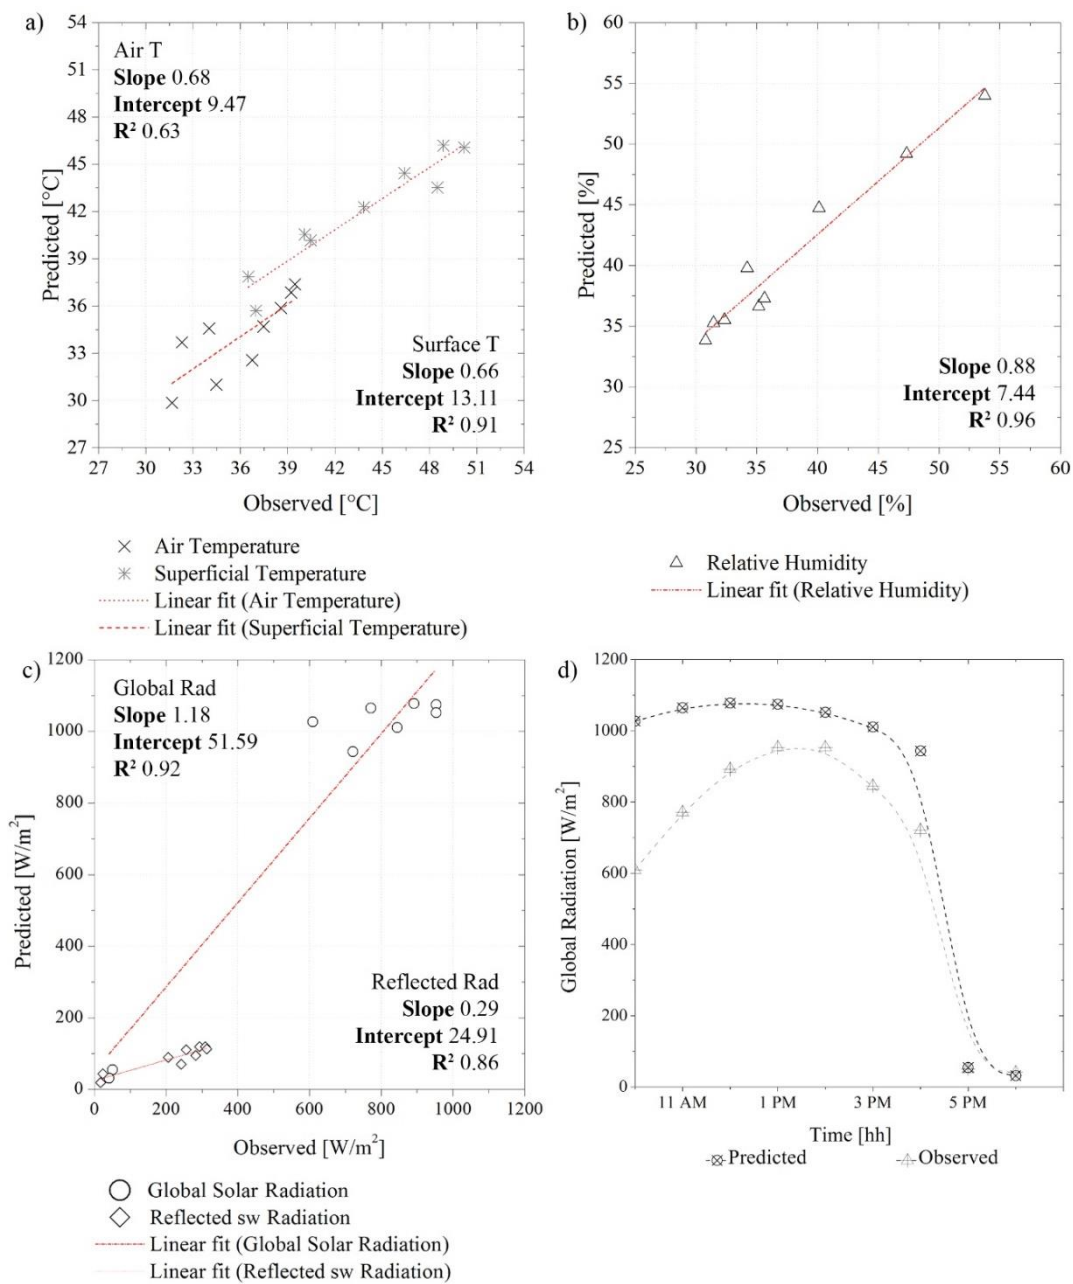 a)
54
51
48
45
42
39
36
33
30
27
Predicted [°C]
Air T
Slope 0.68
Intercept 9.47
R² 0.63
Surface T
Slope 0.66
Intercept 13.11
R² 0.91
27 30 33 36 39 42 45 48 51 54
Observed [°C]
Air Temperature
Superficial Temperature
Linear fit (Air Temperature)
Linear fit (Superficial Temperature)
b)
60
55
50
45
40
35
30
25
Predicted [%]
Slope 0.88
Intercept 7.44
R² 0.96
25 30 35 40 45 50 55 60
Observed [%]
Relative Humidity
Linear fit (Relative Humidity)
c)
1200
1000
800
600
400
200
0
Predicted [W/m²]
Global Rad
Slope 1.18
Intercept 51.59
R² 0.92
Reflected Rad
Slope 0.29
Intercept 24.91
R² 0.86
0 200 400 600 800 1000 1200
Observed [W/m²]
Global Solar Radiation
Reflected sw Radiation
Linear fit (Global Solar Radiation)
Linear fit (Reflected sw Radiation)
d)
1200
1000
800
600
400
200
0
Global Radiation [W/m²]
11 AM 1 PM 3 PM 5 PM
Time [hh]
Predicted Observed